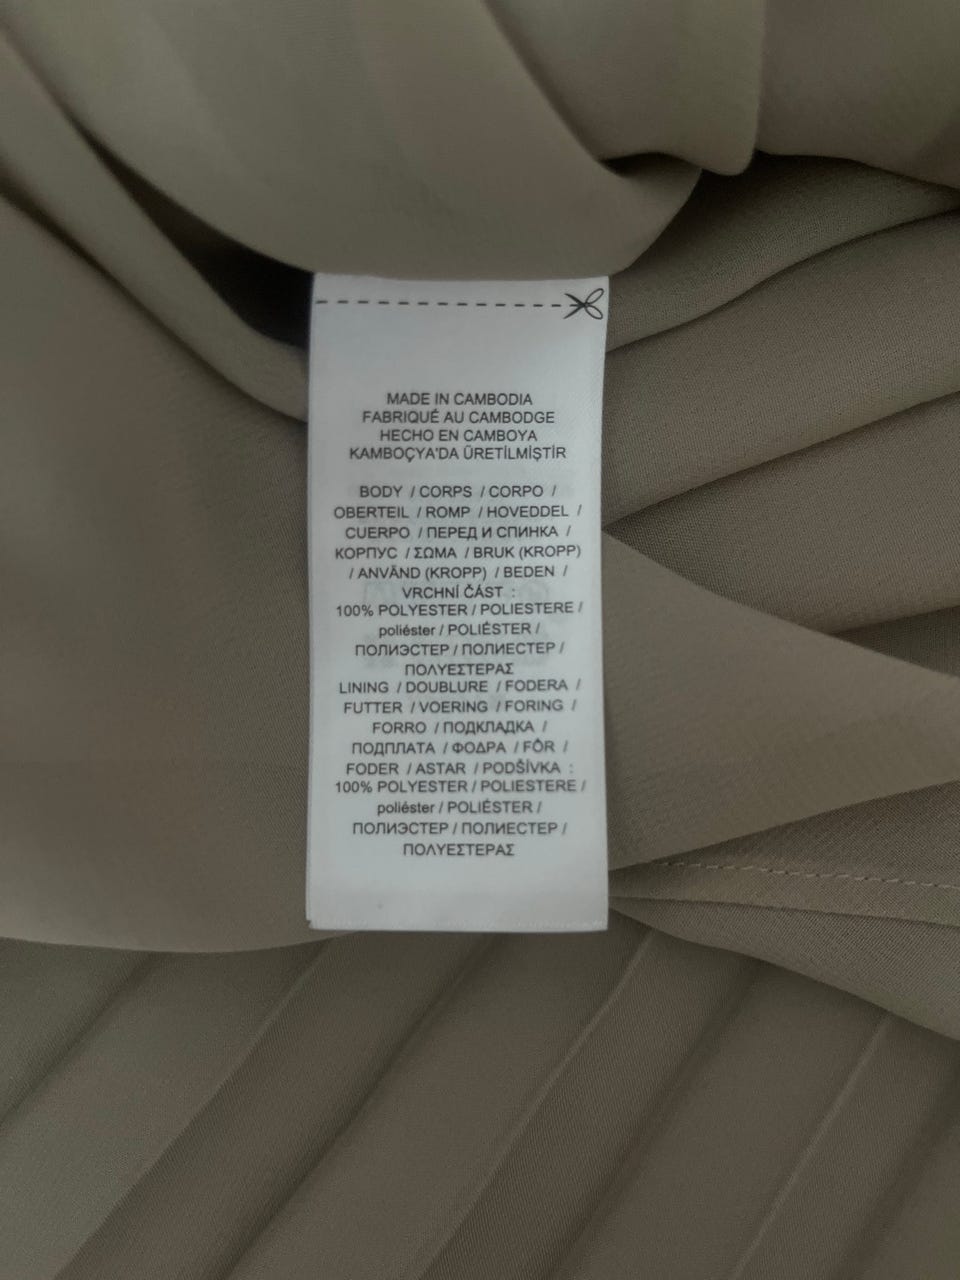 MADE IN CAMBODIA
FABRIQUÉ AU CAMBODGE
HECHO EN CAMBOYA
KAMBOÇYA'DA ÜRETİLMİŞTİR
BODY / CORPS / CORPO /
OBERTEIL / ROMP / HOVEDDEL /
CUERPO / ПЕРЕД И СПИНКА /
КОРПУС / ΣΩΜΑ / BRUK (KROPP)
/ ANVÄND (KROPP) / BEDEN /
VRCHNÍ ČÁST :
100% POLYESTER / POLIESTERE /
poliéster / POLIÉSTER /
ПОЛИЭСТЕР / ПОЛИЕСТЕР /
ΠΟΛΥΕΣΤΕΡΑΣ
LINING / DOUBLURE / FODERA /
FUTTER / VOERING / FORING /
FORRO / ПОДКЛАДКА /
ПОДПЛАТА / ΦΟΔΡΑ / FÔR /
FODER / ASTAR / PODŠÍVKA :
100% POLYESTER / POLIESTERE /
poliéster / POLIÉSTER /
ПОЛИЭСТЕР / ПОЛИЕСТЕР /
ΠΟΛΥΕΣΤΕΡΑΣ